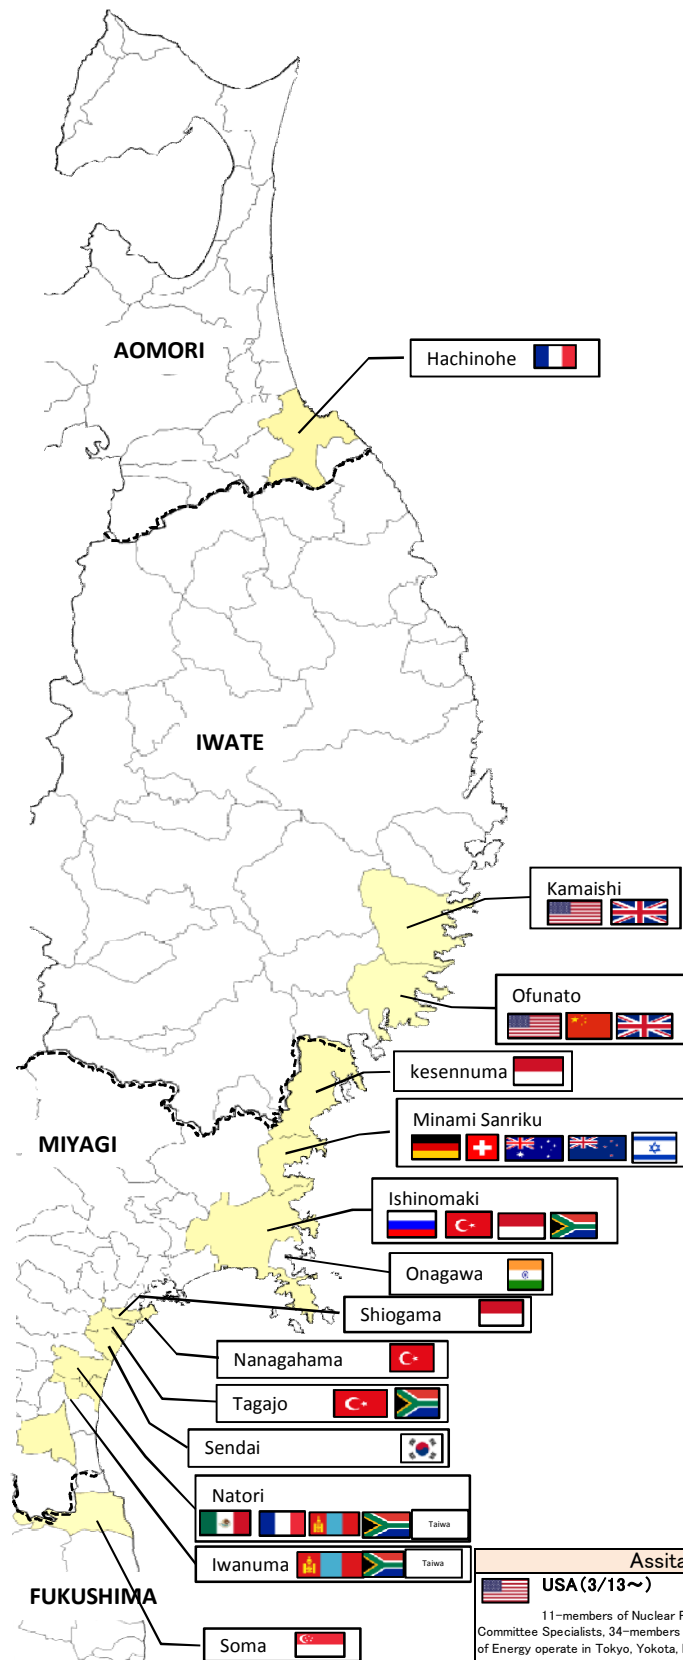 AOMORI
Hachinohe
IWATE
Kamaishi
Ofunato
kesennuma
MIYAGI
Minami Sanriku
Ishinomaki
Onagawa
Shiogama
Nanagahama
Tagajo
Sendai
Natori
Taiwa
Iwanuma
Taiwa
FUKUSHIMA
Soma
Assita
USA(3/13~)
11-members of Nuclear
Committee Specialists, 34-members
of Energy operate in Tokyo, Yokota,